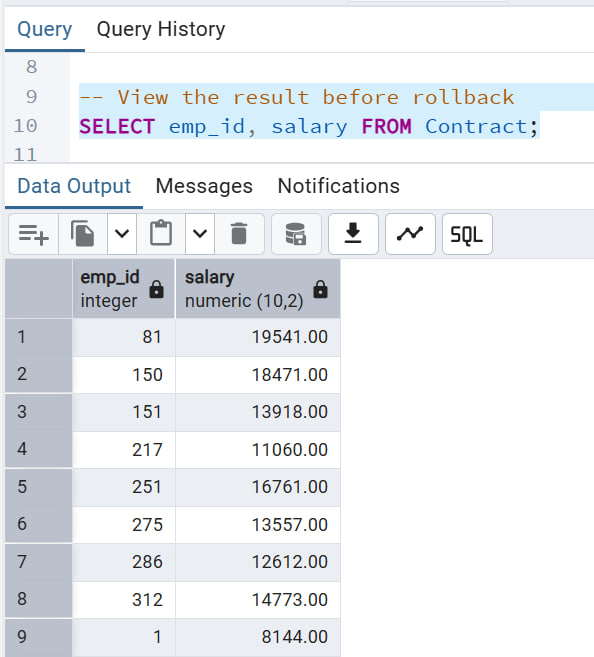 Query Query History
8
9 -- View the result before rollback
10 SELECT emp_id, salary FROM Contract;
11
Data Output Messages Notifications
SQL
emp_id salary
integer numeric (10,2)
1 81 19541.00
2 150 18471.00
3 151 13918.00
4 217 11060.00
5 251 16761.00
6 275 13557.00
7 286 12612.00
8 312 14773.00
9 1 8144.00